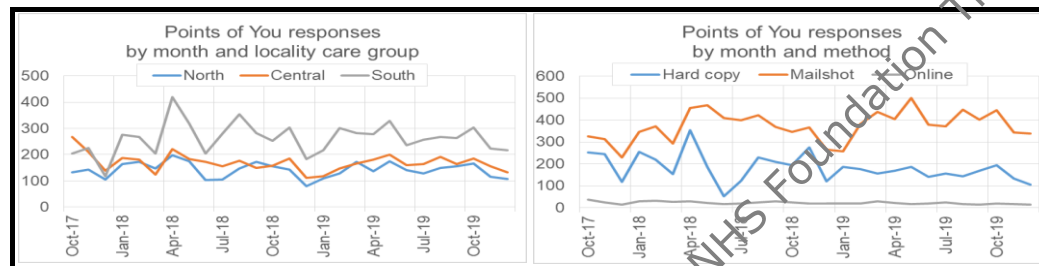 Points of You responses
by month and locality care group
North Central South
500
400
300
200
100
0
Oct-17
Jan-18
Apr-18
Jul-18
Oct-18
Jan-19
Apr-19
Jul-19
Oct-19
Points of You responses
by month and method
Hard copy Mailshot Online
600
500
400
300
200
100
0
Oct-17
Jan-18
Apr-18
Jul-18
Oct-18
Jan-19
Apr-19
Jul-19
Oct-19
NHS Foundation